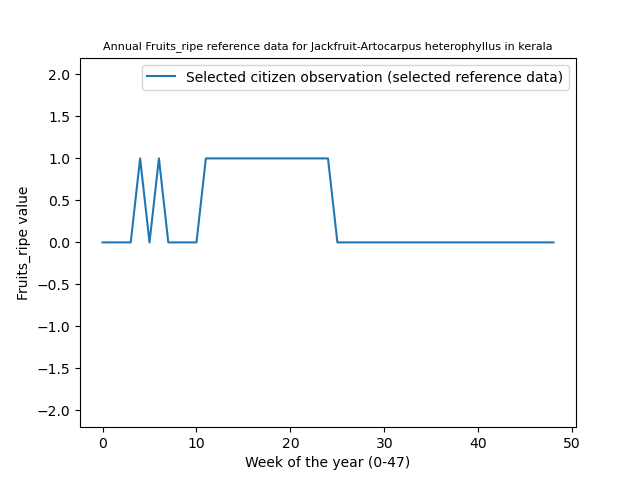 Annual Fruits_ripe reference data for Jackfruit-Artocarpus heterophyllus in kerala
Selected citizen observation (selected reference data)
2.0
1.5
1.0
0.5
0.0
−0.5
−1.0
−1.5
−2.0
Fruits_ripe value
0 10 20 30 40 50
Week of the year (0-47)